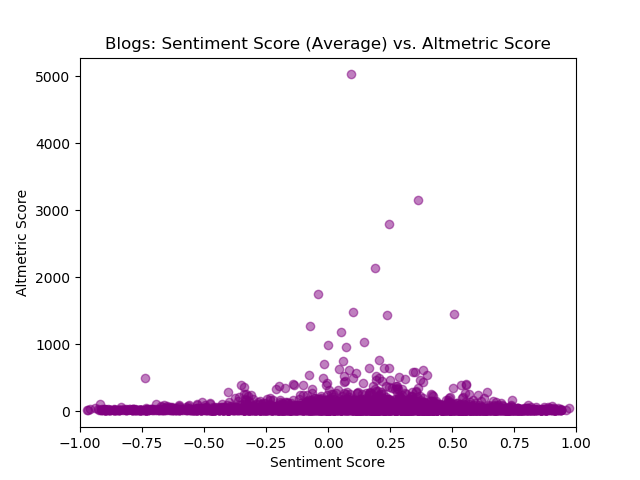 Blogs: Sentiment Score (Average) vs. Altmetric Score
5000
4000
3000
2000
1000
0
Altmetric Score
−1.00 −0.75 −0.50 −0.25 0.00 0.25 0.50 0.75 1.00
Sentiment Score